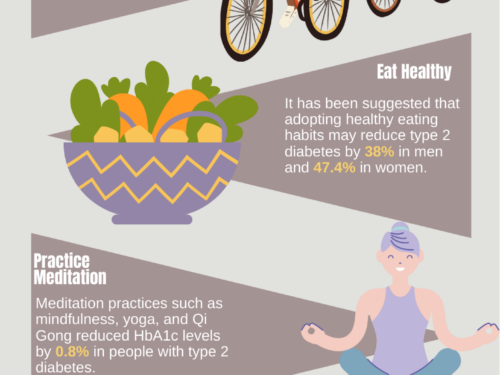 Eat Healthy
It has been suggested that
adopting healthy eating
habits may reduce type 2
diabetes by 38% in men
and 47.4% in women.
Practice
Meditation
Meditation practices such as
mindfulness, yoga, and Qi
Gong reduced HbA1c levels
by 0.8% in people with type 2
diabetes.